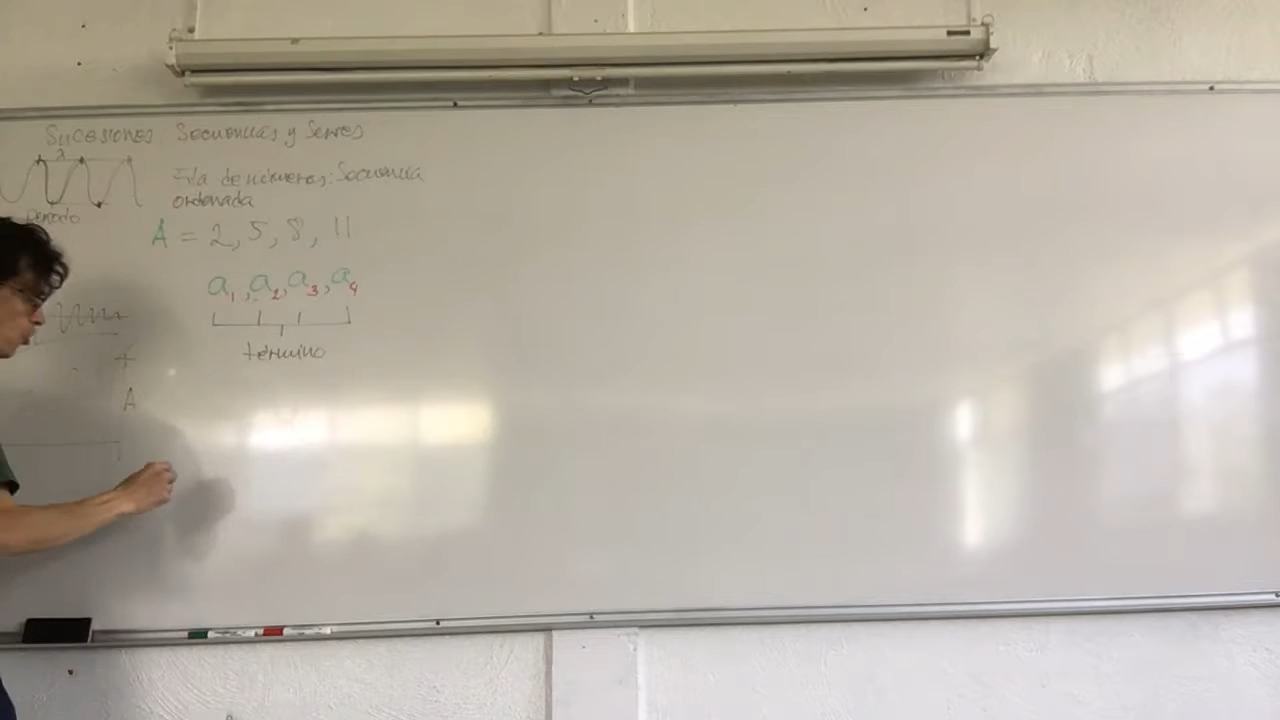 Sucesiones, Secuencias y Series
λ
Fila de números: Secuencia
ordenada
Periodo
A = 2, 5, 8, 11
a1, a2, a3, a4
término
+
A